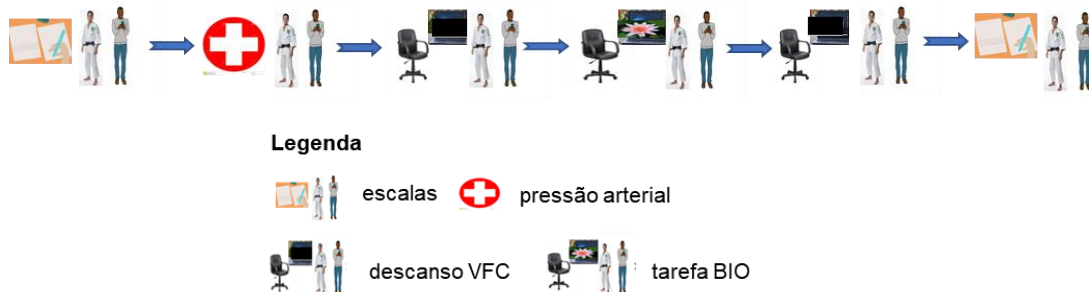 Legenda
escalas
pressão arterial
descanso VFC
tarefa BIO